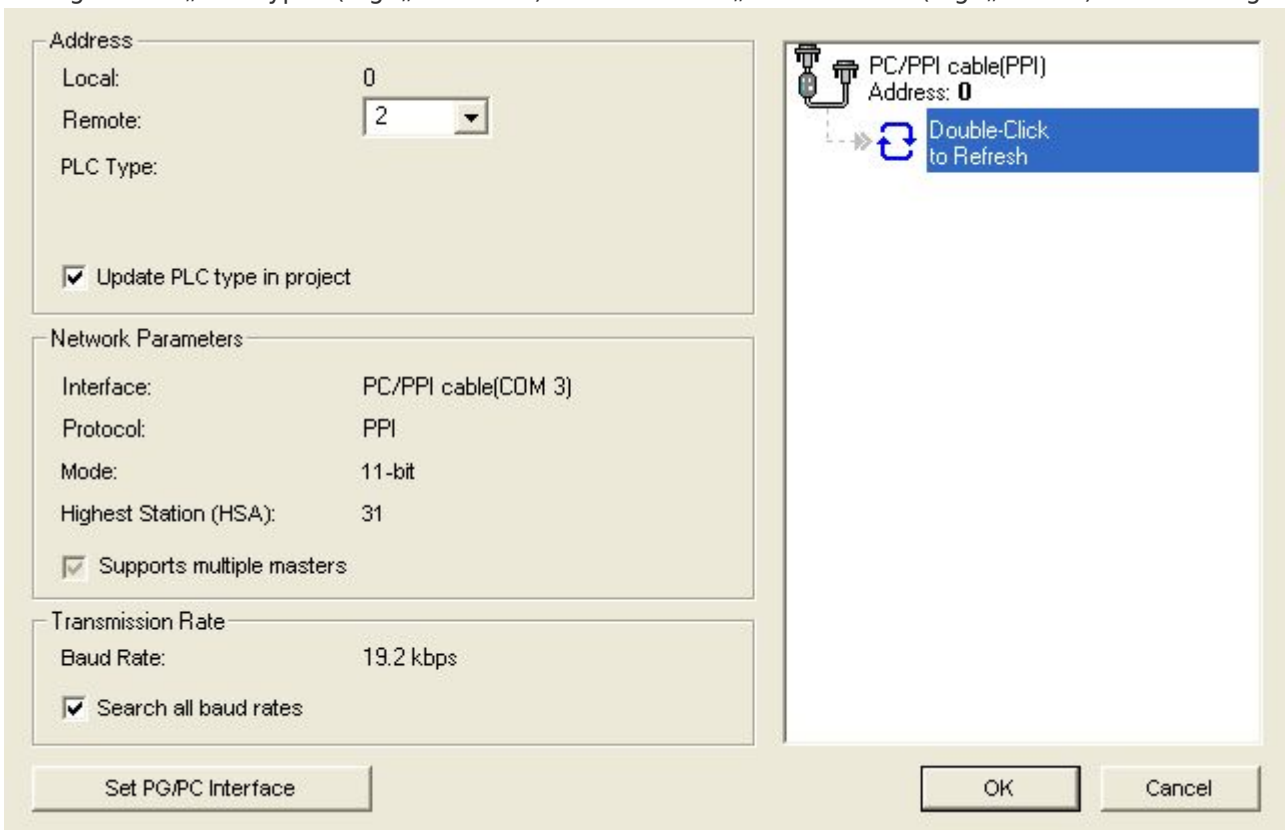 Address
Local: 0
Remote: 2
PLC Type:
Update PLC type in project
Network Parameters
Interface: PC/PPI cable(COM 3)
Protocol: PPI
Mode: 11-bit
Highest Station (HSA): 31
Supports multiple masters
Transmission Rate
Baud Rate: 19.2 kbps
Search all baud rates
Set PG/PC Interface
PC/PPI cable(PPI)
Address: 0
Double-Click
to Refresh
OK
Cancel